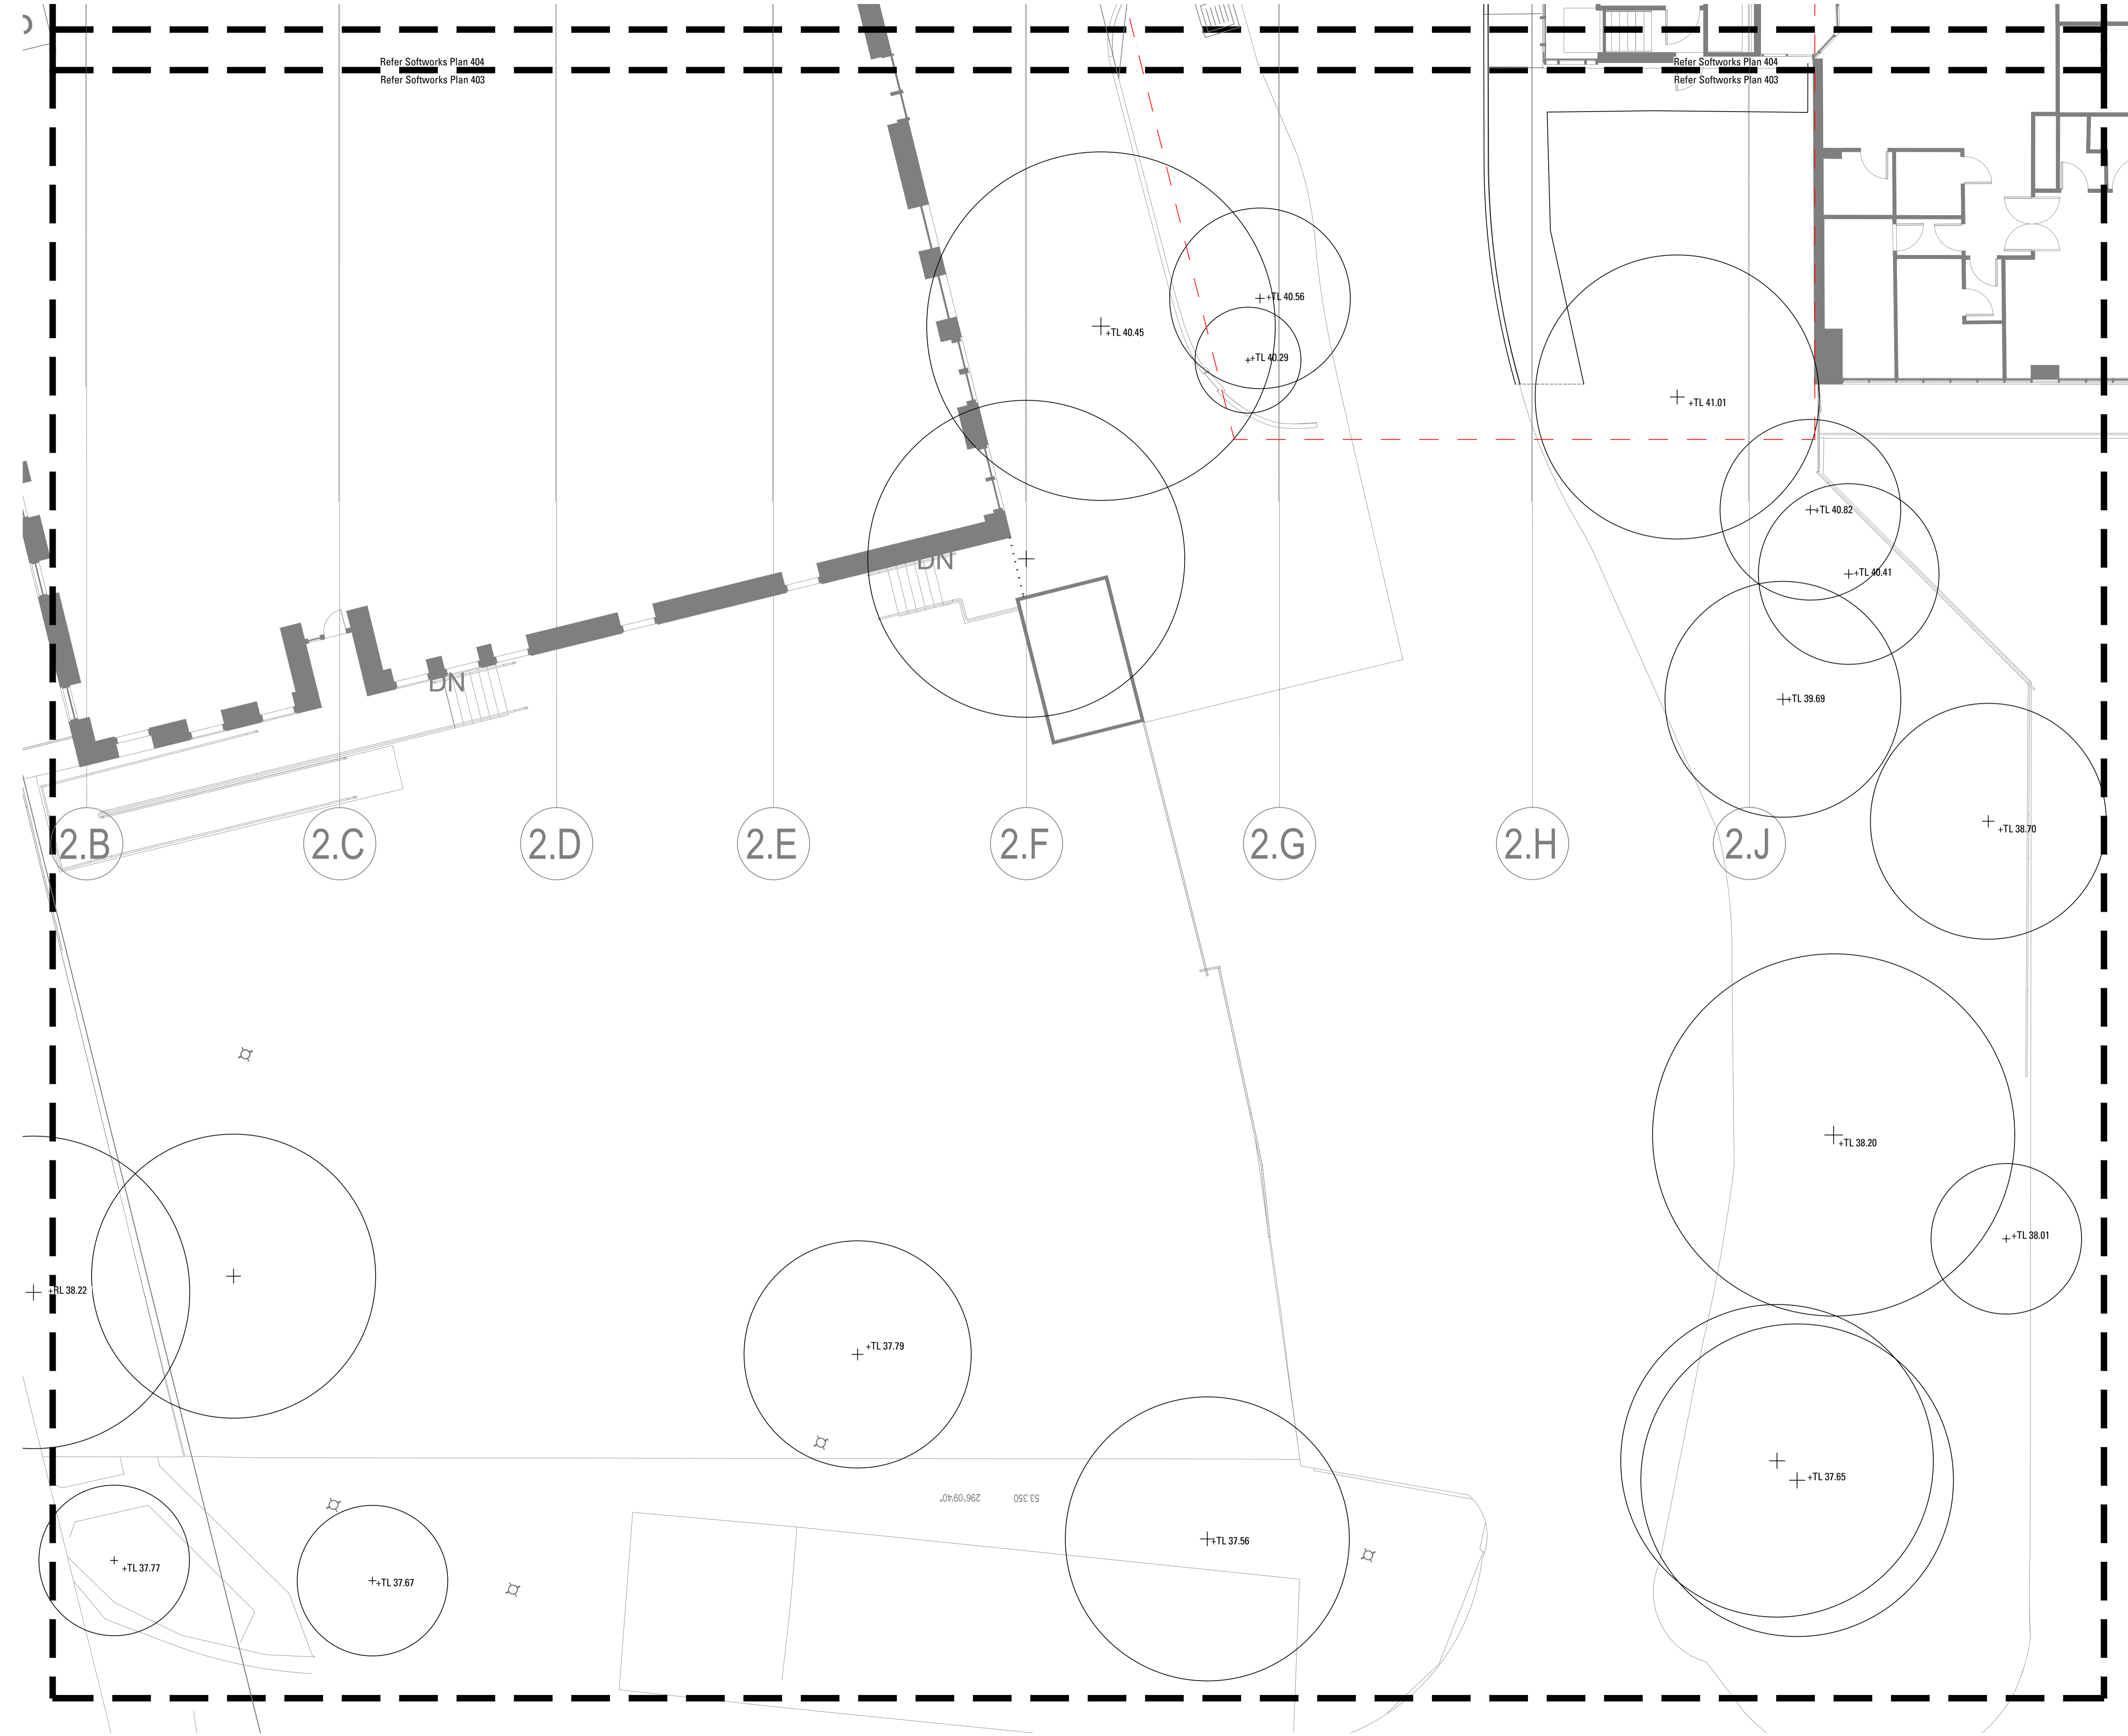 Refer Softworks Plan 404
Refer Softworks Plan 403
Refer Softworks Plan 404
Refer Softworks Plan 403
+TL 40.56
+TL 40.45
+TL 40.29
+TL 41.01
+TL 40.82
DN
+TL 40.41
DN
+TL 39.69
+TL 38.70
2.B
2.C
2.D
2.E
2.F
2.G
2.H
2.J
+TL 38.20
+TL 38.01
+RL 38.22
+TL 37.79
+TL 37.65
53.350 296°09'40"
+TL 37.56
+TL 37.77
+TL 37.67